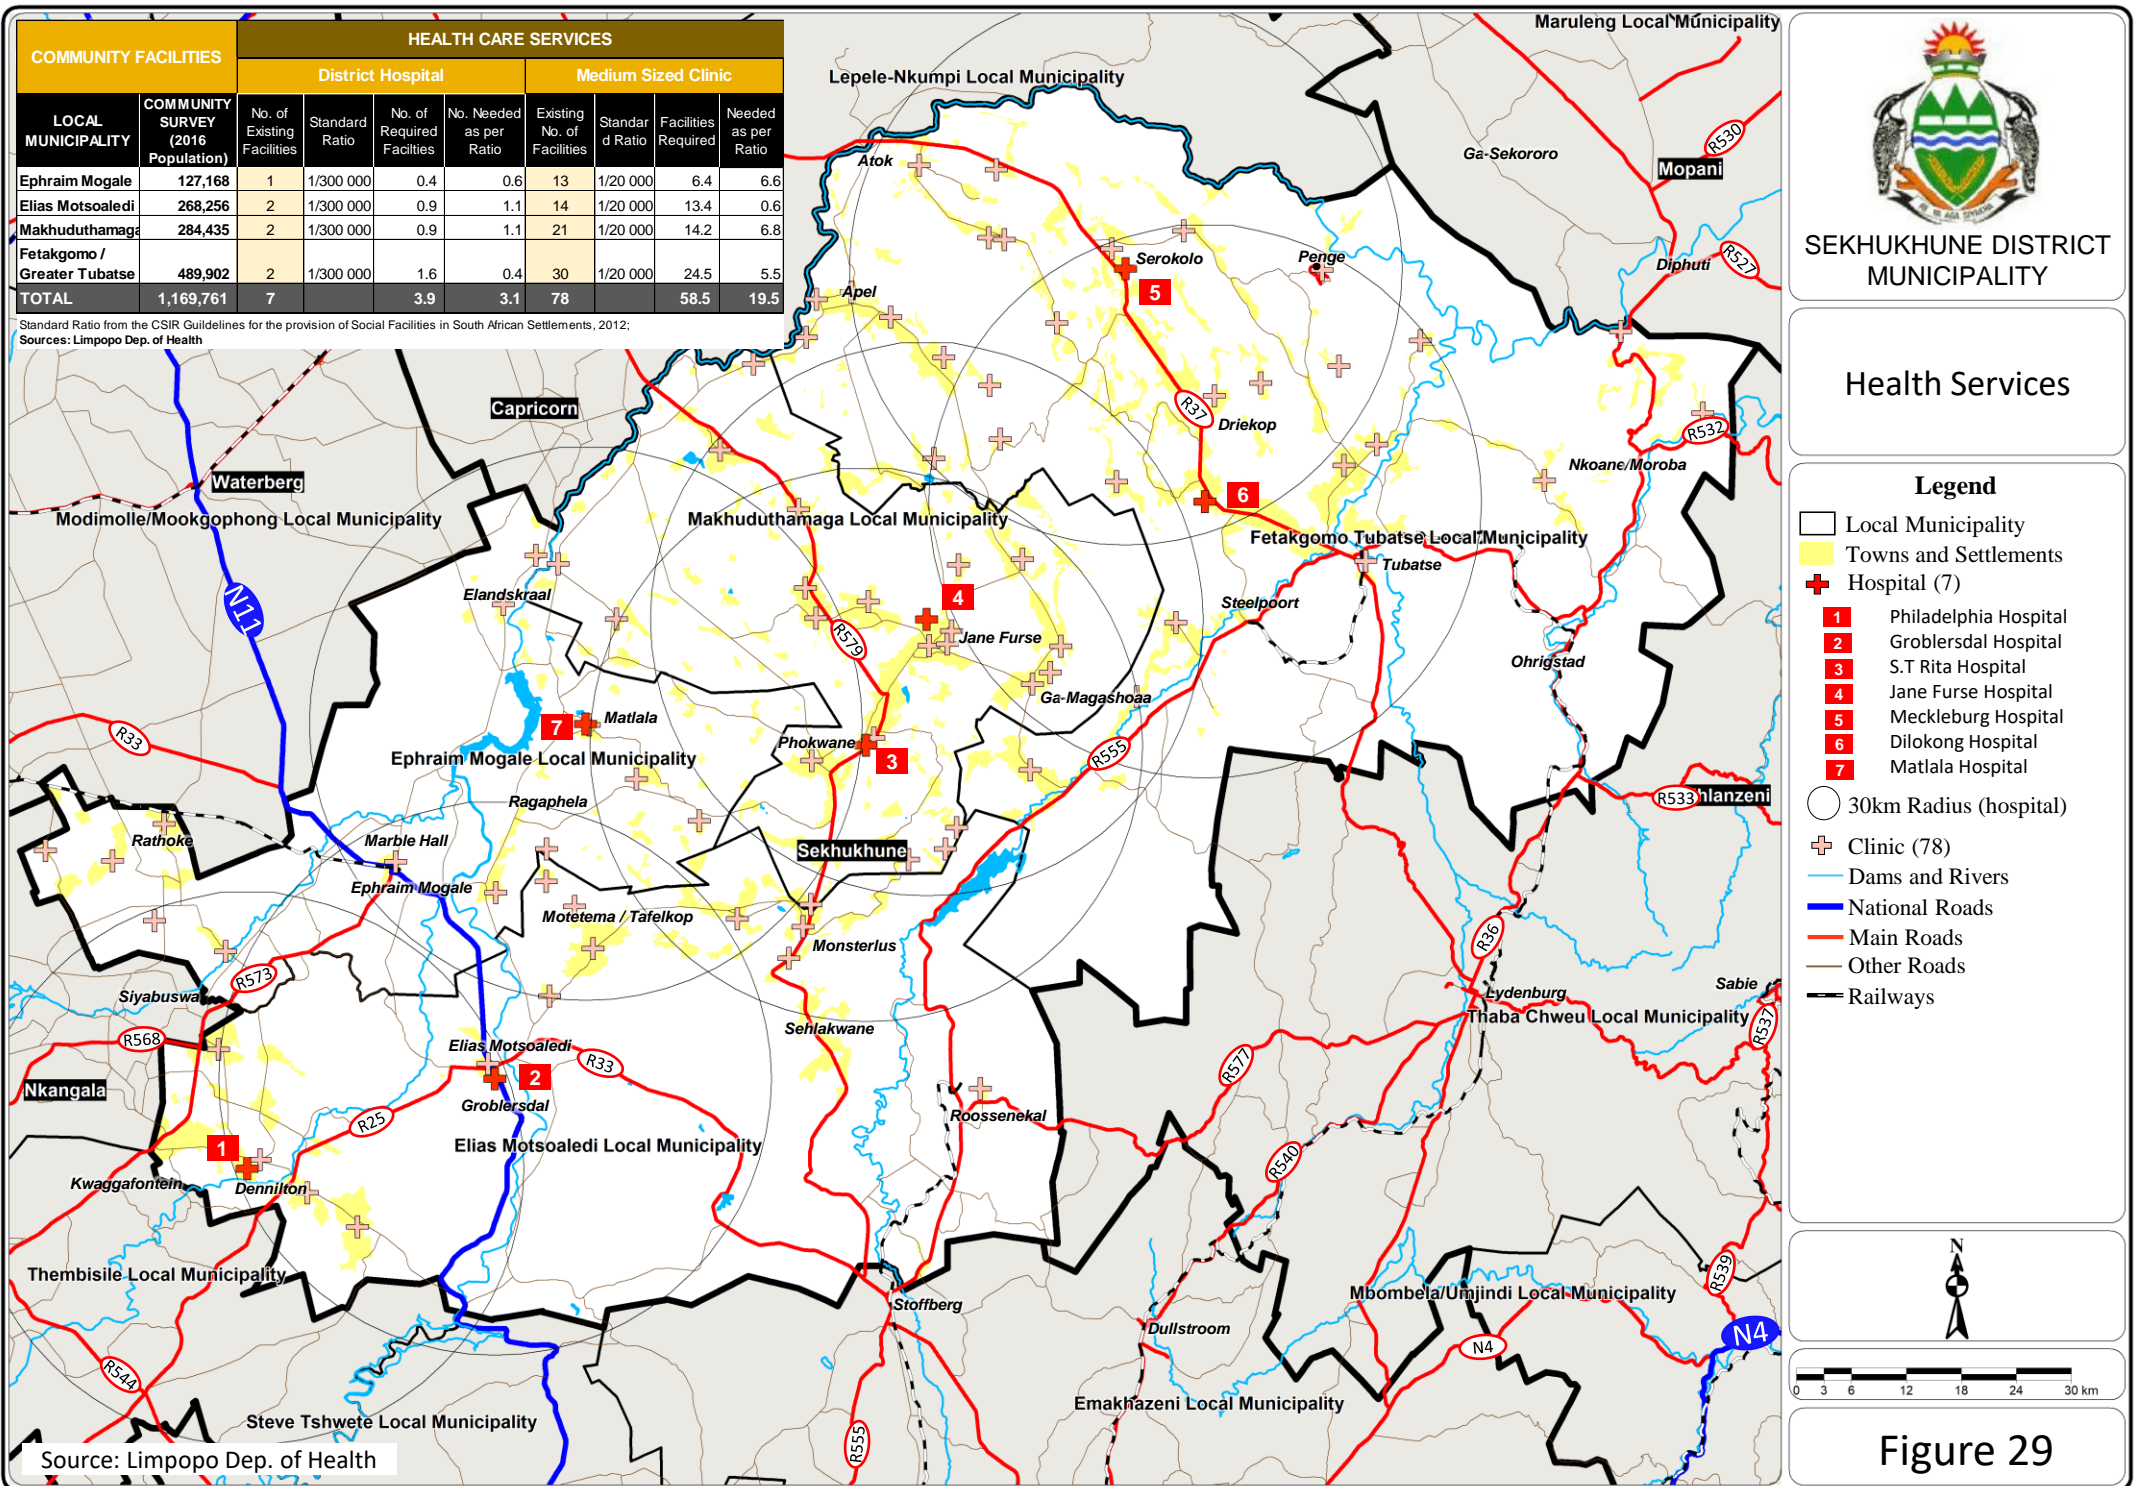 COMMUNITY FACILITIES
HEALTH CARE SERVICES
District Hospital
Medium Sized Clinic
LOCAL MUNICIPALITY
COMMUNITY SURVEY (2016 Population)
No. of Existing Facilities
Standard Ratio
No. of Required Facilties
No. Needed as per Ratio
Existing No. of Facilities
Standar d Ratio
Facilities Required
Needed as per Ratio
Ephraim Mogale 127,168 1 1/300 000 0.4 0.6 13 1/20 000 6.4 6.6
Elias Motsoaledi 268,256 2 1/300 000 0.9 1.1 14 1/20 000 13.4 0.6
Makhuduthamaga 284,435 2 1/300 000 0.9 1.1 21 1/20 000 14.2 6.8
Fetakgomo / Greater Tubatse 489,902 2 1/300 000 1.6 0.4 30 1/20 000 24.5 5.5
TOTAL 1,169,761 7 3.9 3.1 78 58.5 19.5
Standard Ratio from the CSIR Guildelines for the provision of Social Facilities in South African Settlements, 2012;
Sources: Limpopo Dep. of Health
Maruleng Local Municipality
Lepele-Nkumpi Local Municipality
R530
Ga-Sekororo
Mopani
Atok
Serokolo
Penge
Diphuti
R527
5
Apel
Capricorn
R37
Driekop
R532
Nkoane/Moroba
Waterberg
6
Modimolle/Mookgophong Local Municipality
Makhuduthamaga Local Municipality
Fetakgomo Tubatse Local Municipality
Tubatse
N11
Elandskraal
4
Steelpoort
R579
Jane Furse
Ohrigstad
Ga-Magashoaa
7
Matlala
R33
Phokwane
3
R555
Ephraim Mogale Local Municipality
Ragaphela
R533
hlanzeni
Rathoke
Marble Hall
Sekhukhune
Ephraim Mogale
Motetema / Tafelkop
Monsterlus
R36
R573
Siyabuswa
Lydenburg
Sabie
Thaba Chweu Local Municipality
R537
Sehlakwane
R568
Elias Motsoaledi
R33
R577
Nkangala
2
Groblersdal
R25
Roossenekal
1
Elias Motsoaledi Local Municipality
R540
Kwaggafontein
Dennilton
Thembisile Local Municipality
R539
Mbombela/Umjindi Local Municipality
Stoffberg
Dullstroom
N4
N4
R544
Emakhazeni Local Municipality
Steve Tshwete Local Municipality
R555
Source: Limpopo Dep. of Health
SEKHUKHUNE DISTRICT
MUNICIPALITY
Health Services
Legend
Local Municipality
Towns and Settlements
Hospital (7)
1 Philadelphia Hospital
2 Groblersdal Hospital
3 S.T Rita Hospital
4 Jane Furse Hospital
5 Meckleburg Hospital
6 Dilokong Hospital
7 Matlala Hospital
30km Radius (hospital)
Clinic (78)
Dams and Rivers
National Roads
Main Roads
Other Roads
Railways
N
0 3 6 12 18 24 30 km
Figure 29